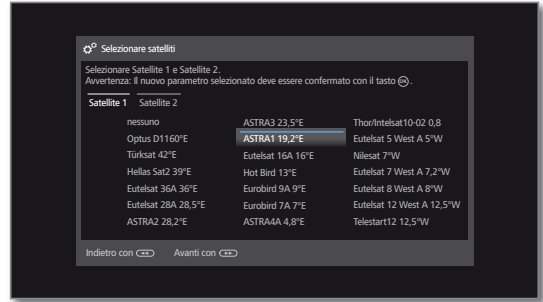 Selezionare satelliti
Selezionare Satellite 1 e Satellite 2.
Avvertenza: Il nuovo parametro selezionato deve essere confermato con il tasto OK.
Satellite 1 Satellite 2
nessuno ASTRA3 23,5°E Thor/Intelsat10-02 0,8
Optus D1160°E ASTRA1 19,2°E Eutelsat 5 West A 5°W
Türksat 42°E Eutelsat 16A 16°E Nilesat 7°W
Hellas Sat2 39°E Hot Bird 13°E Eutelsat 7 West A 7,2°W
Eutelsat 36A 36°E Eurobird 9A 9°E Eutelsat 8 West A 8°W
Eutelsat 28A 28,5°E Eurobird 7A 7°E Eutelsat 12 West A 12,5°W
ASTRA2 28,2°E ASTRA4A 4,8°E Telestart12 12,5°W
Indietro con Avanti con